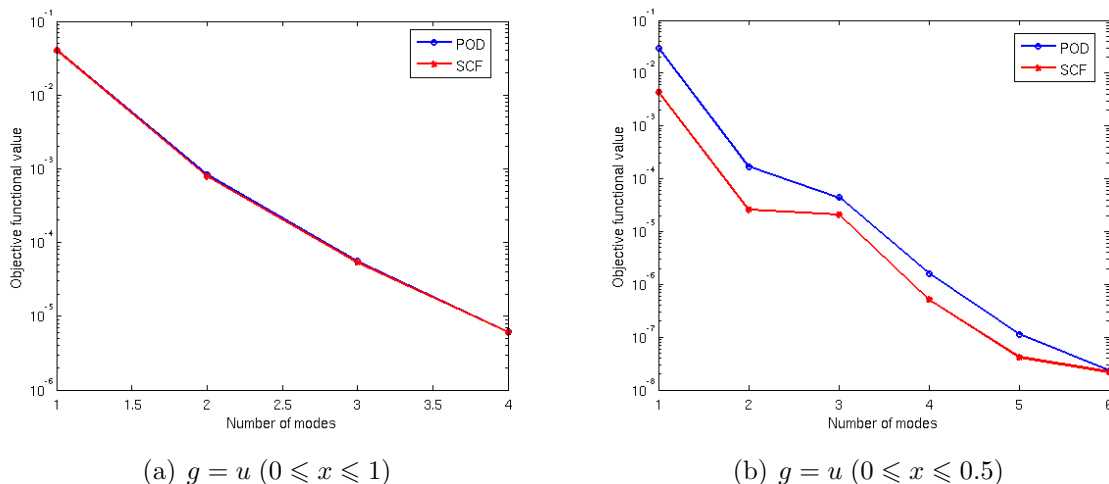 10^-1
10^-2
10^-3
10^-4
10^-5
10^-6
Objective functional value
POD
SCF
1 1.5 2 2.5 3 3.5 4
Number of modes
(a) g = u (0 ⩽ x ⩽ 1)
10^-1
10^-2
10^-3
10^-4
10^-5
10^-6
10^-7
10^-8
Objective functional value
POD
SCF
1 2 3 4 5 6
Number of modes
(b) g = u (0 ⩽ x ⩽ 0.5)